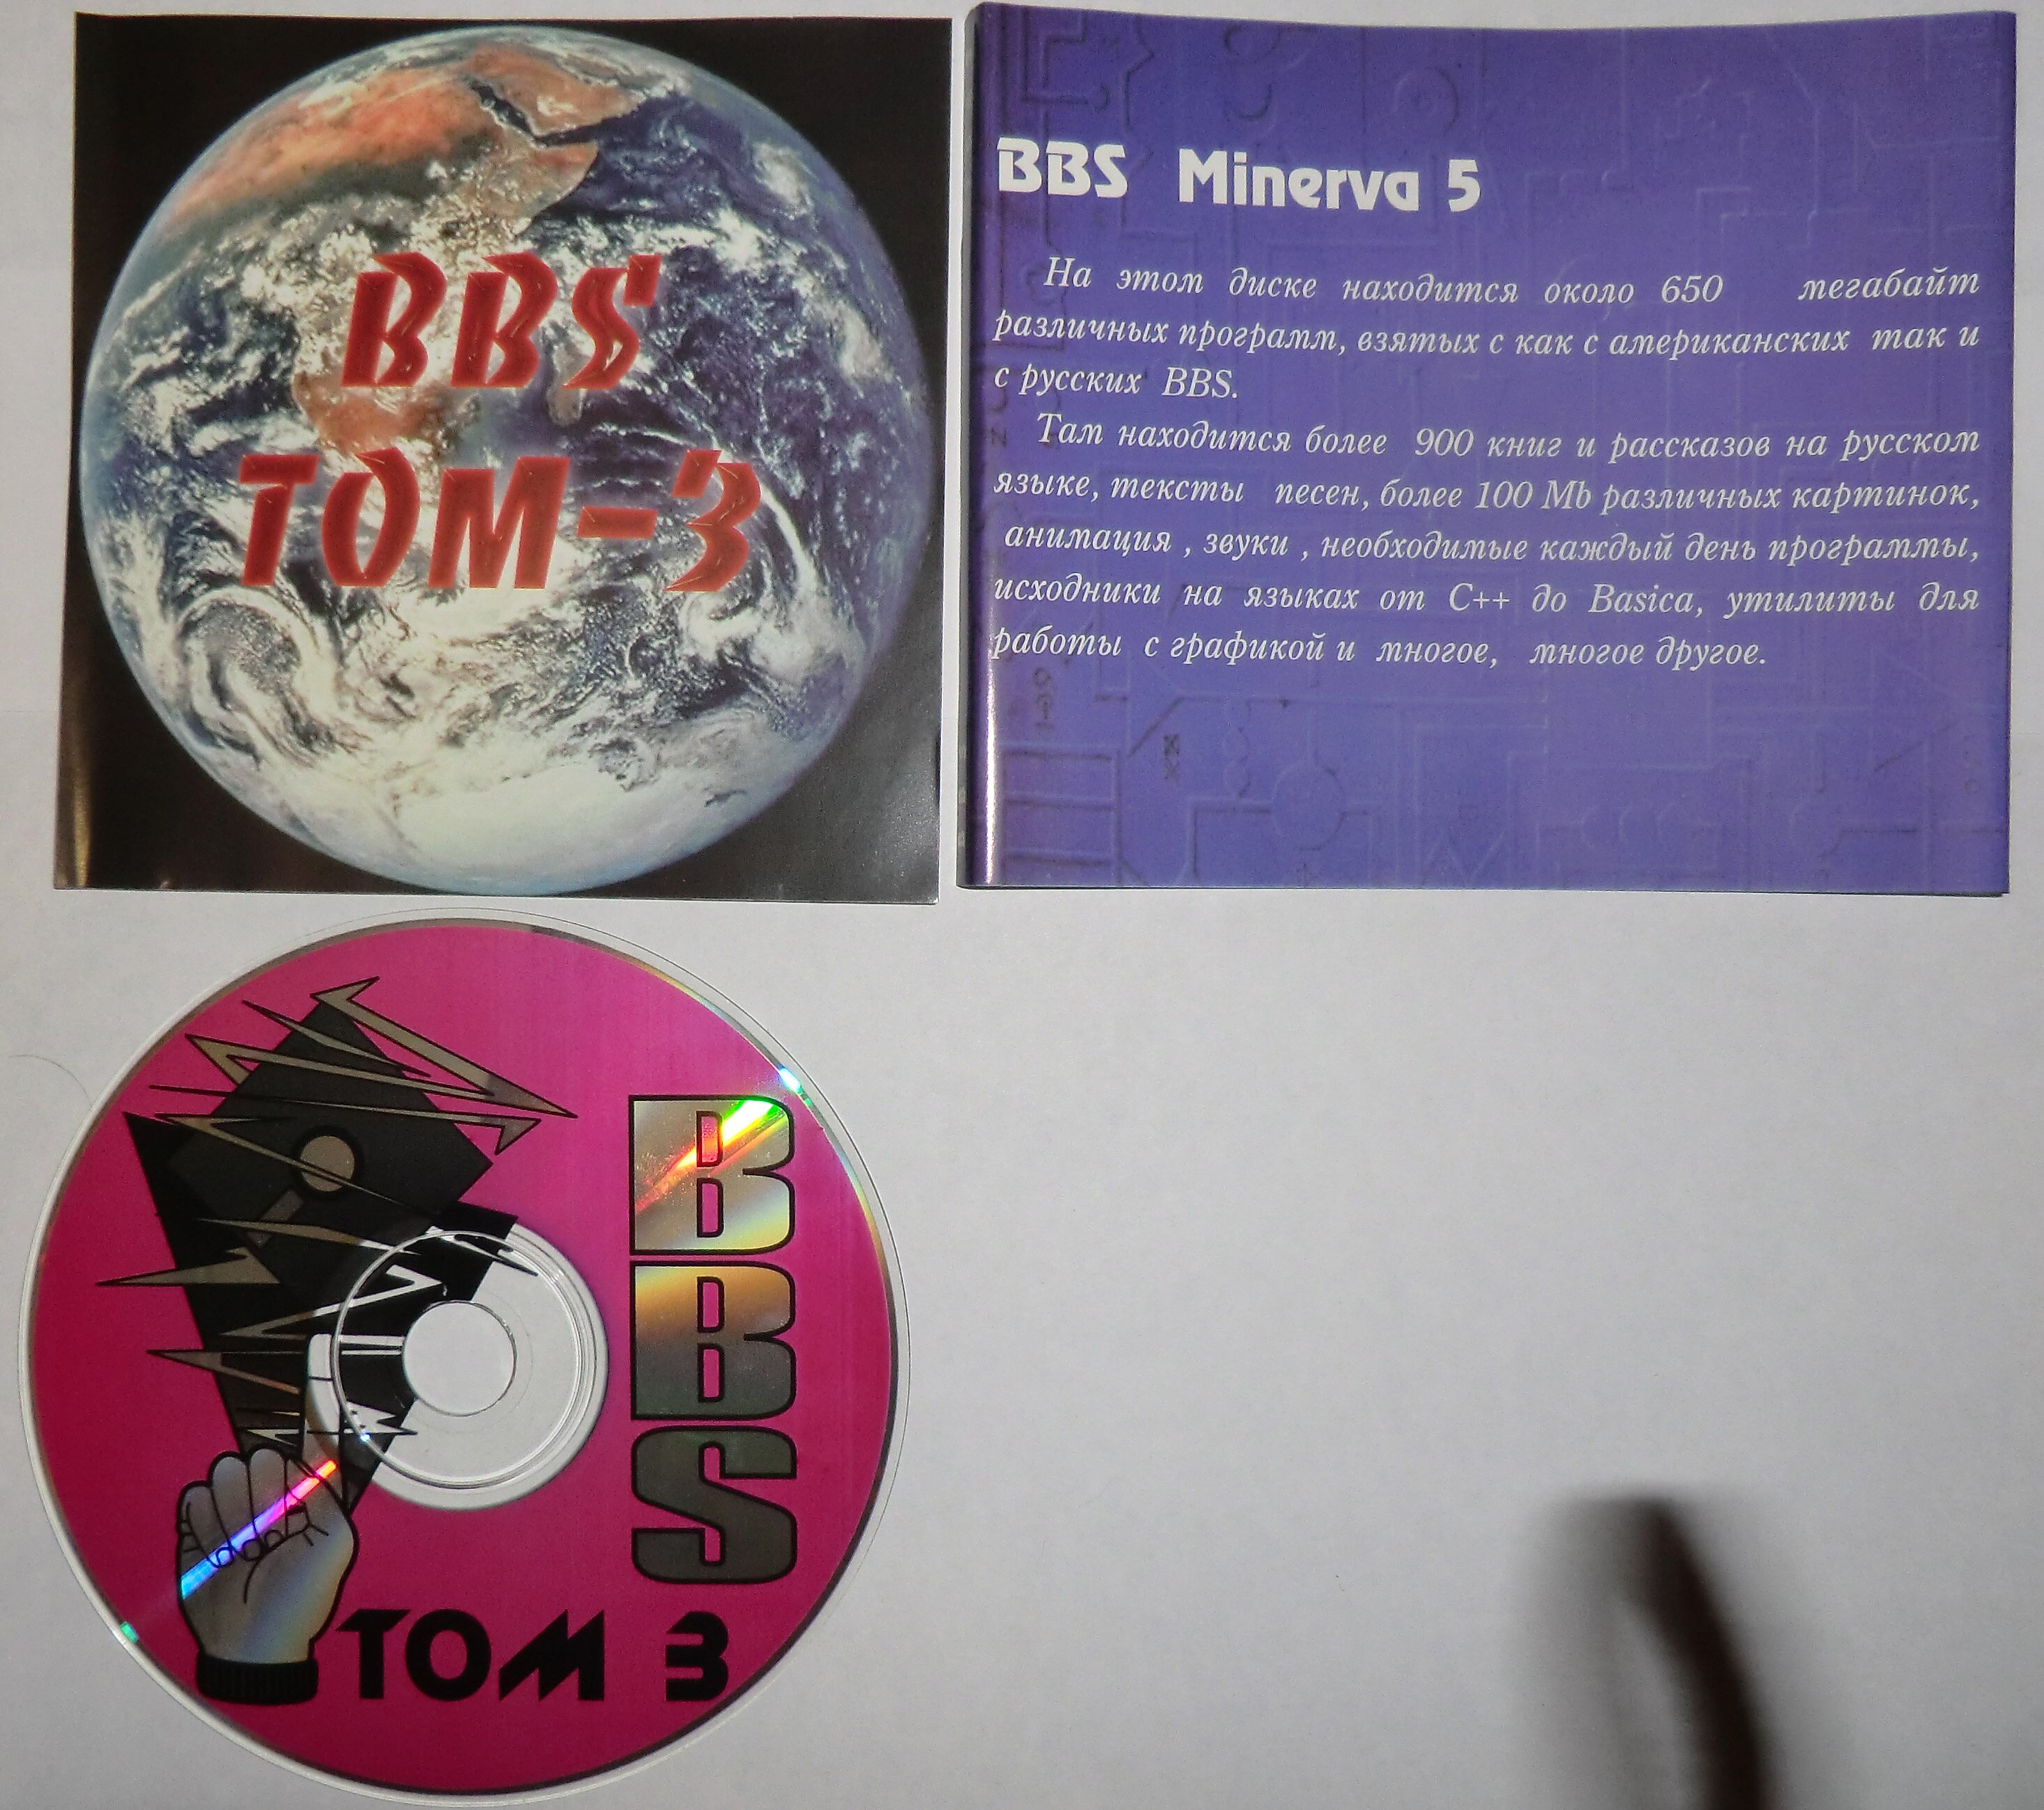 BBS
ТОМ-3
BBS Minerva 5
На этом диске находится около 650 мегабайт
различных программ, взятых с как с американских так и
с русских BBS.
Там находится более 900 книг и рассказов на русском
языке, тексты песен, более 100 Mb различных картинок,
анимация , звуки , необходимые каждый день программы,
исходники на языках от C++ до Basica, утилиты для
работы с графикой и многое, многое другое.
BBS
ТОМ 3